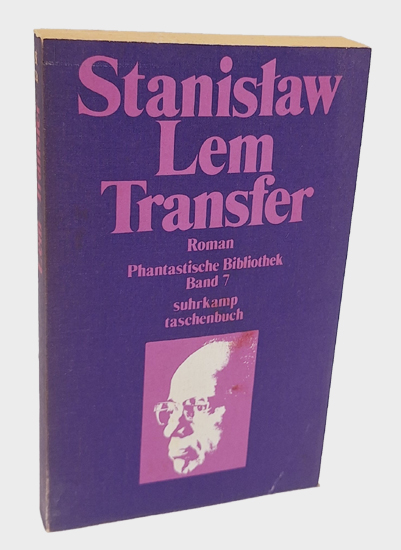 Stanisław
Lem
Transfer
Roman
Phantastische Bibliothek
Band 7
suhrkamp
taschenbuch